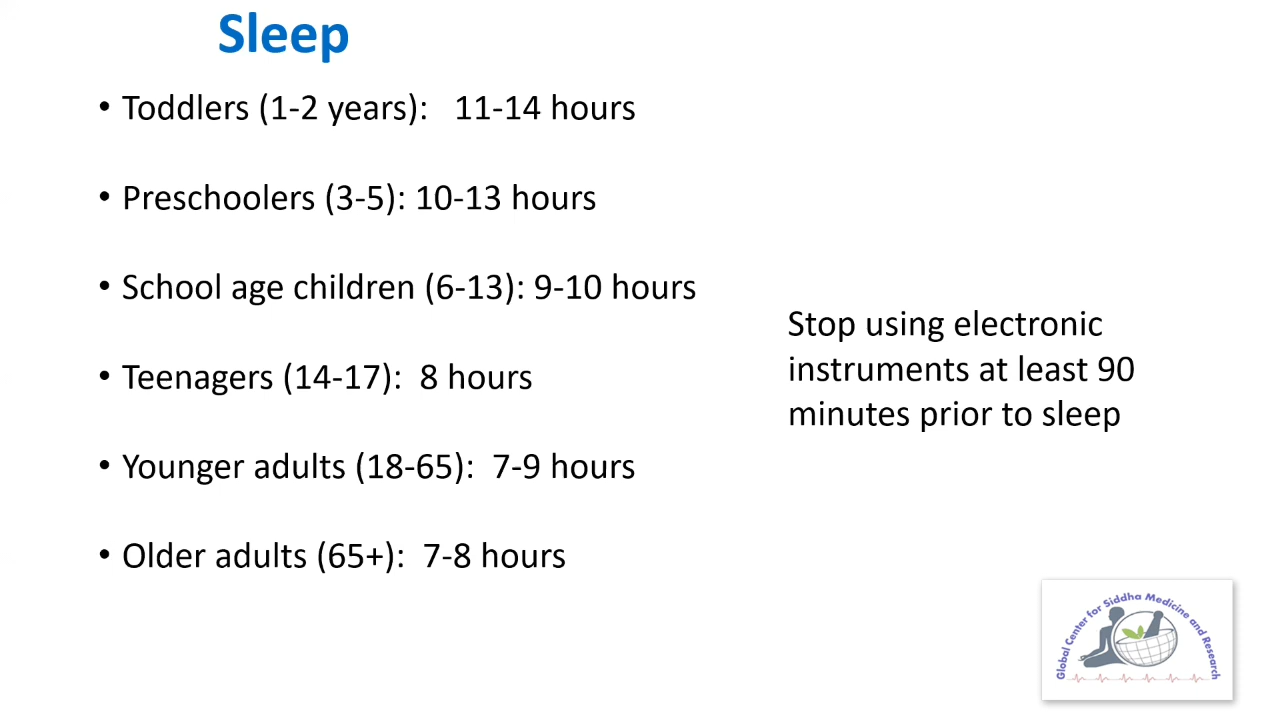 Sleep
• Toddlers (1-2 years):   11-14 hours
• Preschoolers (3-5): 10-13 hours
• School age children (6-13): 9-10 hours
• Teenagers (14-17):  8 hours
• Younger adults (18-65):  7-9 hours
• Older adults (65+):  7-8 hours
Stop using electronic
instruments at least 90
minutes prior to sleep
Global Center for Siddha Medicine and Research